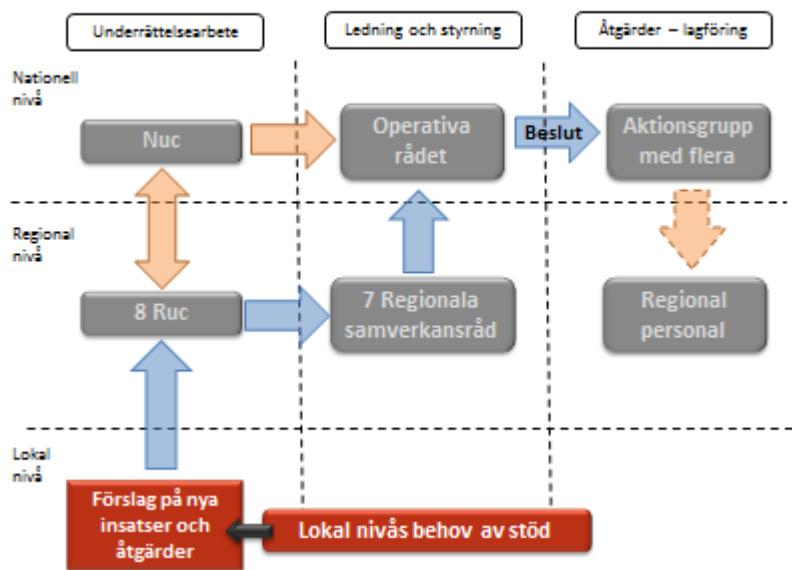 Underrättelsearbete
Ledning och styrning
Åtgärder – lagföring
Nationell
nivå
Nuc
Operativa
rådet
Beslut
Aktionsgrupp
med flera
Regional
nivå
8 Ruc
7 Regionala
samverkansråd
Regional
personal
Lokal
nivå
Förslag på nya
insatser och
åtgärder
Lokal nivås behov av stöd